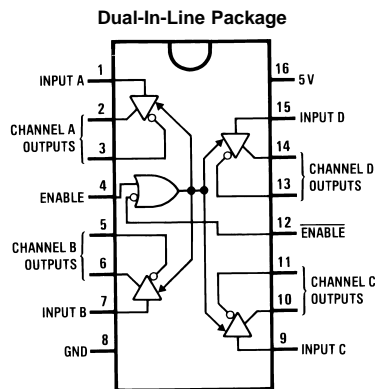 Dual-In-Line Package
INPUT A
1
2
CHANNEL A
OUTPUTS
3
4
ENABLE
5
CHANNEL B
OUTPUTS
6
7
INPUT B
8
GND
16
5 V
15
INPUT D
14
CHANNEL D
OUTPUTS
13
12
ENABLE
11
CHANNEL C
OUTPUTS
10
9
INPUT C